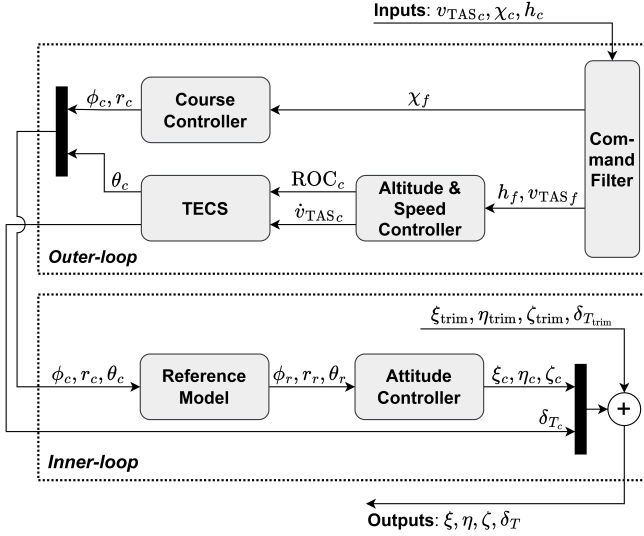 Inputs: v_TAS_c, χ_c, h_c
ϕ_c, r_c
Course
Controller
χ_f
Com-
mand
Filter
θ_c
TECS
ROC_c
v̇_TAS_c
Altitude &
Speed
Controller
h_f, v_TAS_f
Outer-loop
ξ_trim, η_trim, ζ_trim, δ_T_trim
ϕ_c, r_c, θ_c
Reference
Model
ϕ_r, r_r, θ_r
Attitude
Controller
ξ_c, η_c, ζ_c
δ_T_c
+
Inner-loop
Outputs: ξ, η, ζ, δ_T